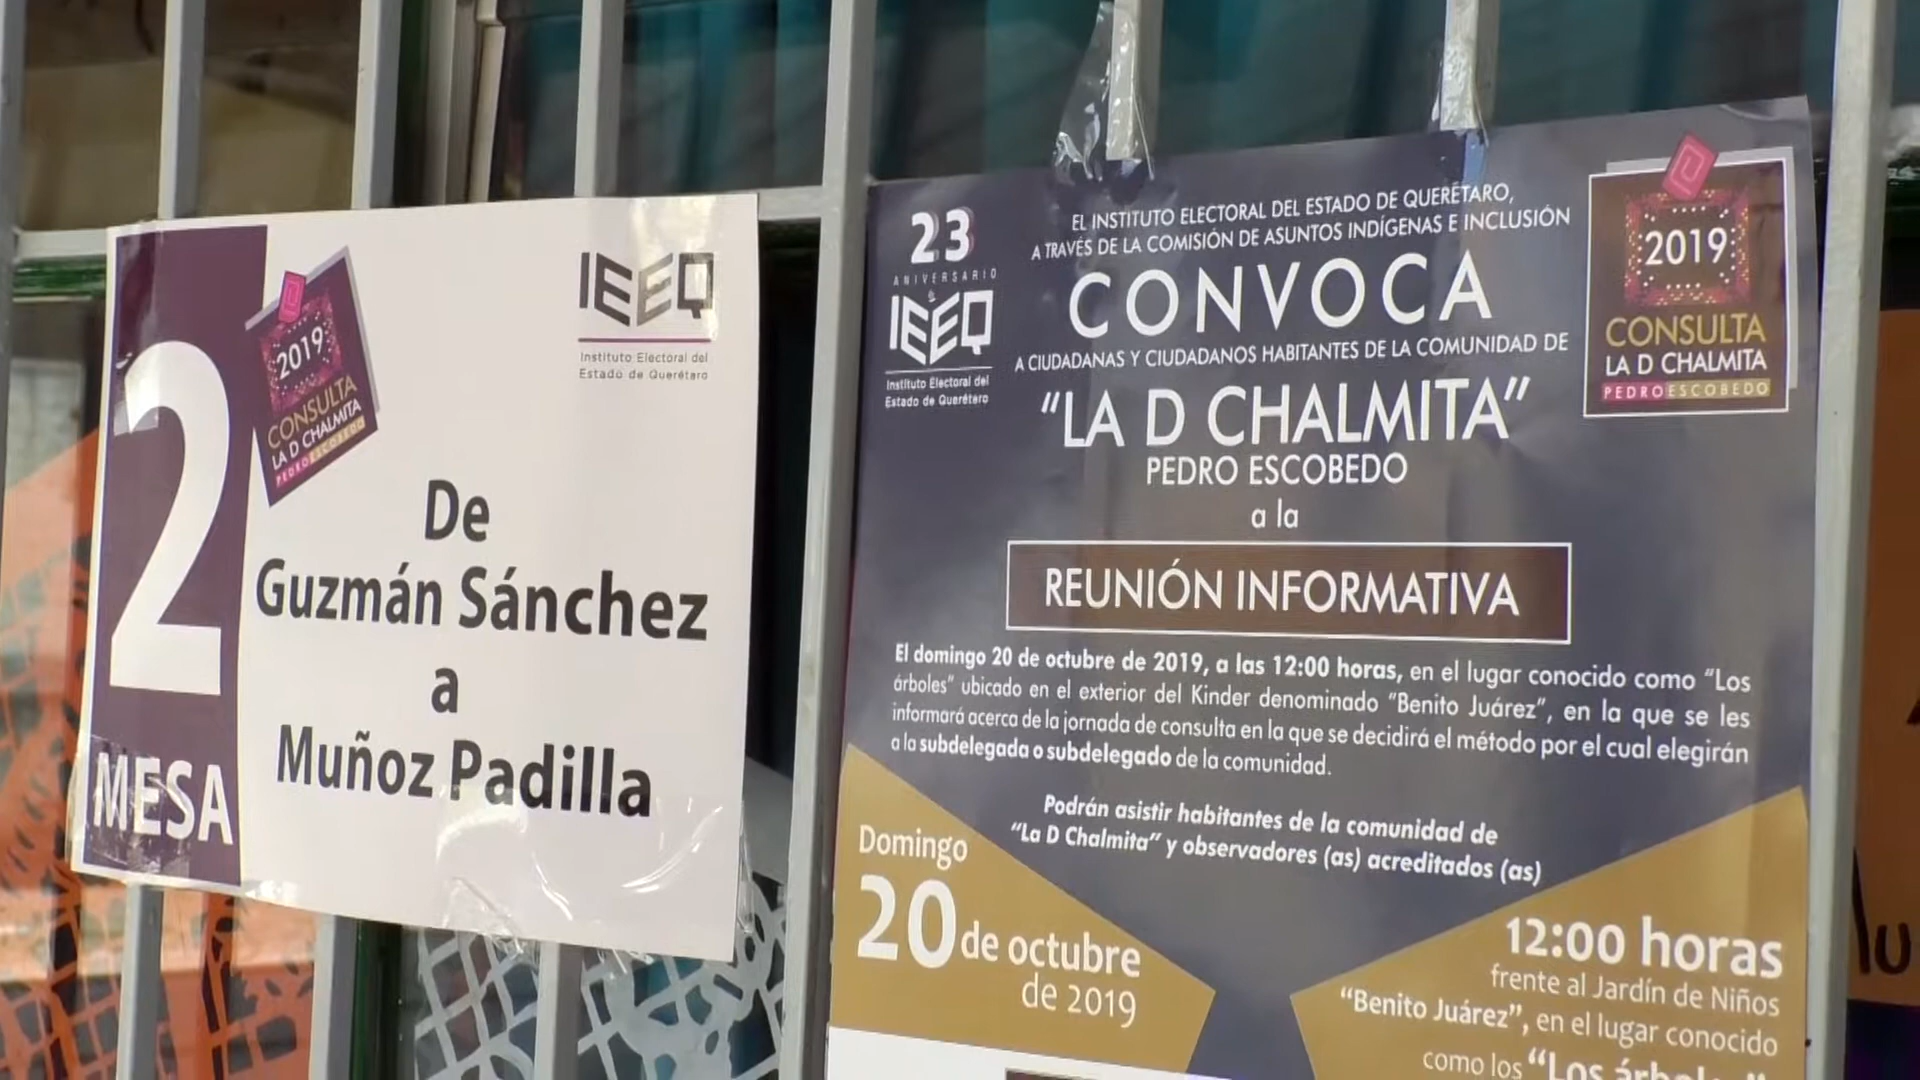 2
MESA
2019
CONSULTA
LA D CHALMITA
PEDROESCOBEDO
IEEQ
Instituto Electoral del
Estado de Querétaro
De
Guzmán Sánchez
a
Muñoz Padilla
23
ANIVERSARIO
IEEQ
Instituto Electoral del
Estado de Querétaro
EL INSTITUTO ELECTORAL DEL ESTADO DE QUERÉTARO,
A TRAVÉS DE LA COMISIÓN DE ASUNTOS INDÍGENAS E INCLUSIÓN
CONVOCA
A CIUDADANAS Y CIUDADANOS HABITANTES DE LA COMUNIDAD DE
“LA D CHALMITA”
PEDRO ESCOBEDO
a la
REUNIÓN INFORMATIVA
2019
CONSULTA
LA D CHALMITA
PEDROESCOBEDO
El domingo 20 de octubre de 2019, a las 12:00 horas, en el lugar conocido como “Los
árboles” ubicado en el exterior del Kinder denominado “Benito Juárez”, en la que se les
informará acerca de la jornada de consulta en la que se decidirá el método por el cual elegirán
a la subdelegada o subdelegado de la comunidad.
Podrán asistir habitantes de la comunidad de
“La D Chalmita” y observadores (as) acreditados (as)
Domingo
20 de octubre
de 2019
12:00 horas
frente al Jardín de Niños
“Benito Juárez”, en el lugar conocido
como los “Los árboles”